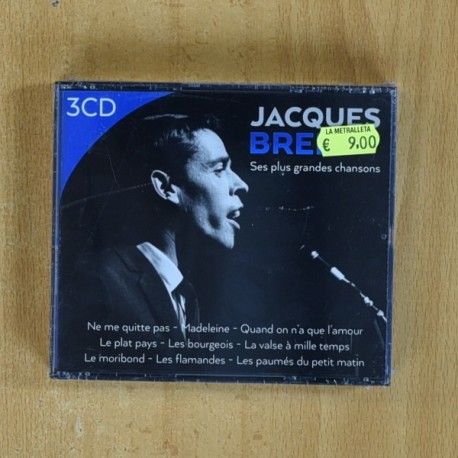 3CD
JACQUES
BRE
LA METRALLETA
€ 9,00
Ses plus grandes chansons
Ne me quitte pas - Madeleine - Quand on n'a que l'amour
Le plat pays - Les bourgeois - La valse à mille temps
Le moribond - Les flamandes - Les paumés du petit matin